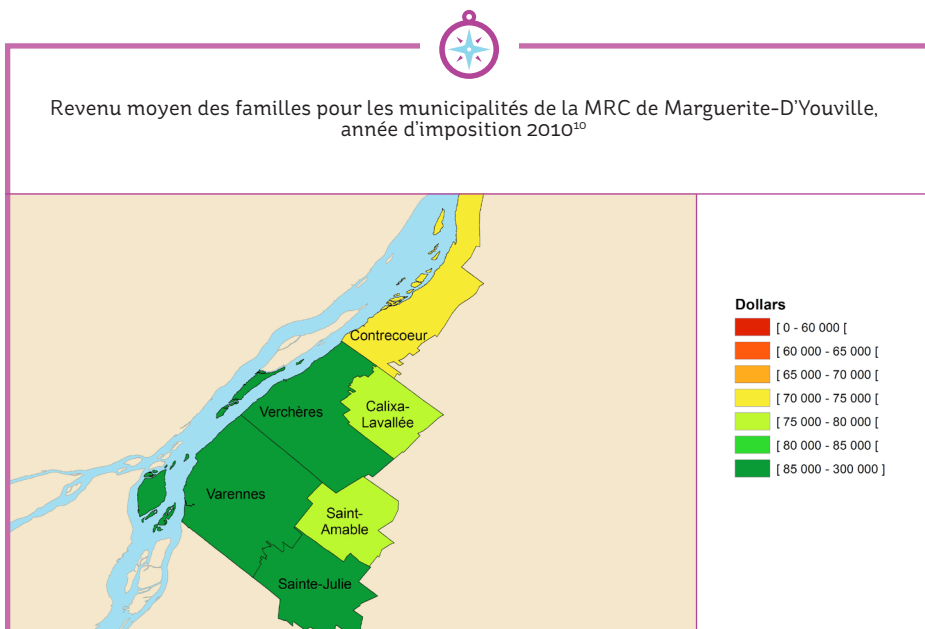 Revenu moyen des familles pour les municipalités de la MRC de Marguerite-D'Youville,
année d'imposition 2010¹⁰
Contrecoeur
Verchères
Calixa-
Lavallée
Varennes
Saint-
Amable
Sainte-Julie
Dollars
[ 0 - 60 000 [
[ 60 000 - 65 000 [
[ 65 000 - 70 000 [
[ 70 000 - 75 000 [
[ 75 000 - 80 000 [
[ 80 000 - 85 000 [
[ 85 000 - 300 000 ]